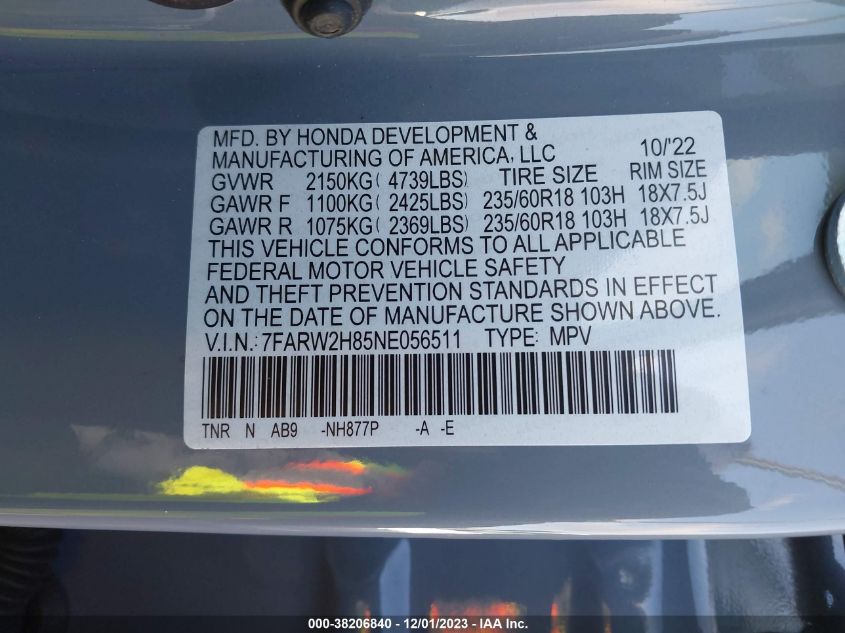 MFD. BY HONDA DEVELOPMENT &
MANUFACTURING OF AMERICA, LLC 10/'22
GVWR 2150KG( 4739LBS) TIRE SIZE RIM SIZE
GAWR F 1100KG( 2425LBS) 235/60R18 103H 18X7.5J
GAWR R 1075KG( 2369LBS) 235/60R18 103H 18X7.5J
THIS VEHICLE CONFORMS TO ALL APPLICABLE
FEDERAL MOTOR VEHICLE SAFETY
AND THEFT PREVENTION STANDARDS IN EFFECT
ON THE DATE OF MANUFACTURE SHOWN ABOVE.
V.I.N.: 7FARW2H85NE056511 TYPE: MPV
TNR N AB9 -NH877P -A -E
000-38206840 - 12/01/2023 - IAA Inc.